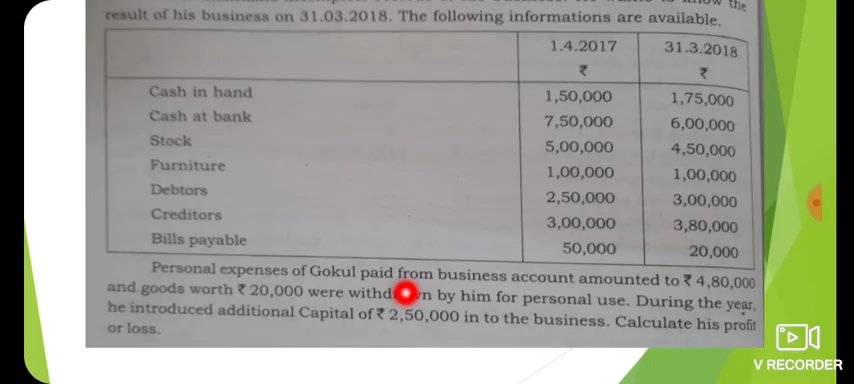 result of his business on 31.03.2018. The following informations are available.
1.4.2017 31.3.2018
₹ ₹
Cash in hand 1,50,000 1,75,000
Cash at bank 7,50,000 6,00,000
Stock 5,00,000 4,50,000
Furniture 1,00,000 1,00,000
Debtors 2,50,000 3,00,000
Creditors 3,00,000 3,80,000
Bills payable 50,000 20,000
Personal expenses of Gokul paid from business account amounted to ₹ 4,80,000
and goods worth ₹ 20,000 were by him for personal use. During the year,
he introduced additional Capital of ₹ 2,50,000 in to the business. Calculate his profit
or loss.
V RECORDER